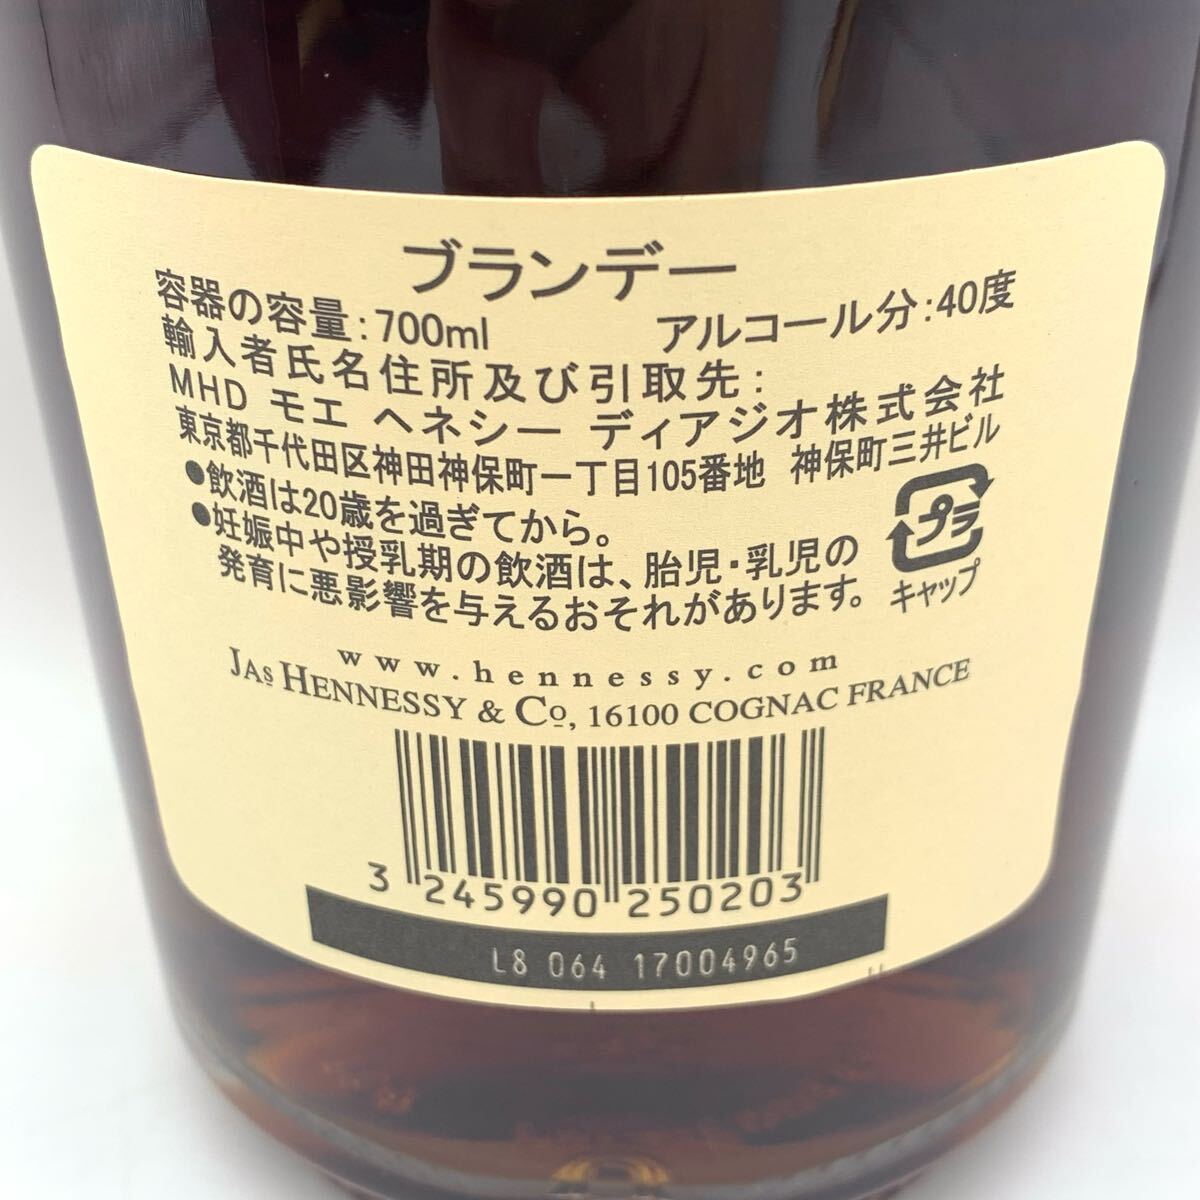 ブランデー
容器の容量:700ml アルコール分:40度
輸入者氏名住所及び引取先:
MHD モエ ヘネシー ディアジオ株式会社
東京都千代田区神田神保町一丁目105番地 神保町三井ビル
●飲酒は20歳を過ぎてから。
●妊娠中や授乳期の飲酒は、胎児・乳児の
発育に悪影響を与えるおそれがあります。
プラ
キャップ
www.hennessy.com
JAs HENNESSY & Co, 16100 COGNAC FRANCE
3 245990 250203
L8 064 17004965